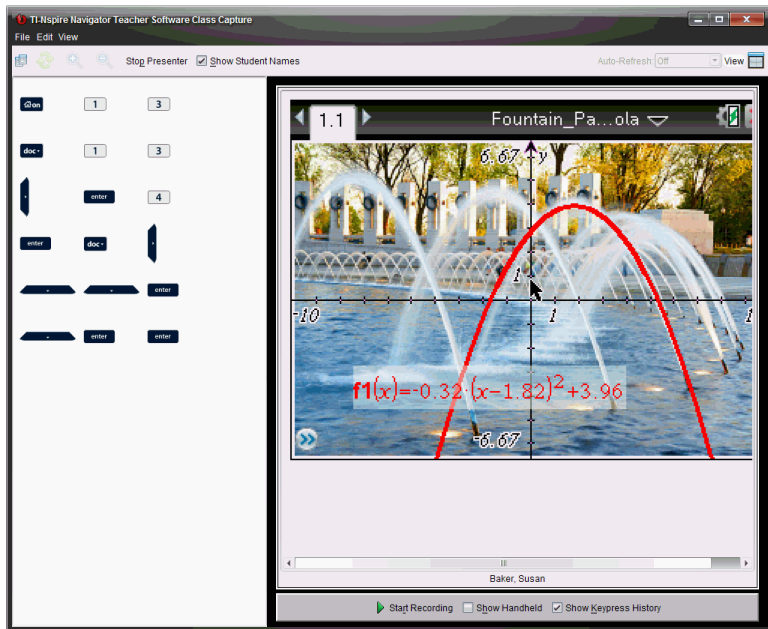 TI-Nspire Navigator Teacher Software Class Capture
File Edit View
Stop Presenter Show Student Names Auto-Refresh: Off View
on 1 3
doc 1 3
enter 4
enter doc
enter
enter enter
1.1 Fountain_Pa...ola
6.67 y
1
-10 1
f1(x)=-0.32·(x-1.82)²+3.96
-6.67
Baker, Susan
Start Recording Show Handheld Show Keypress History